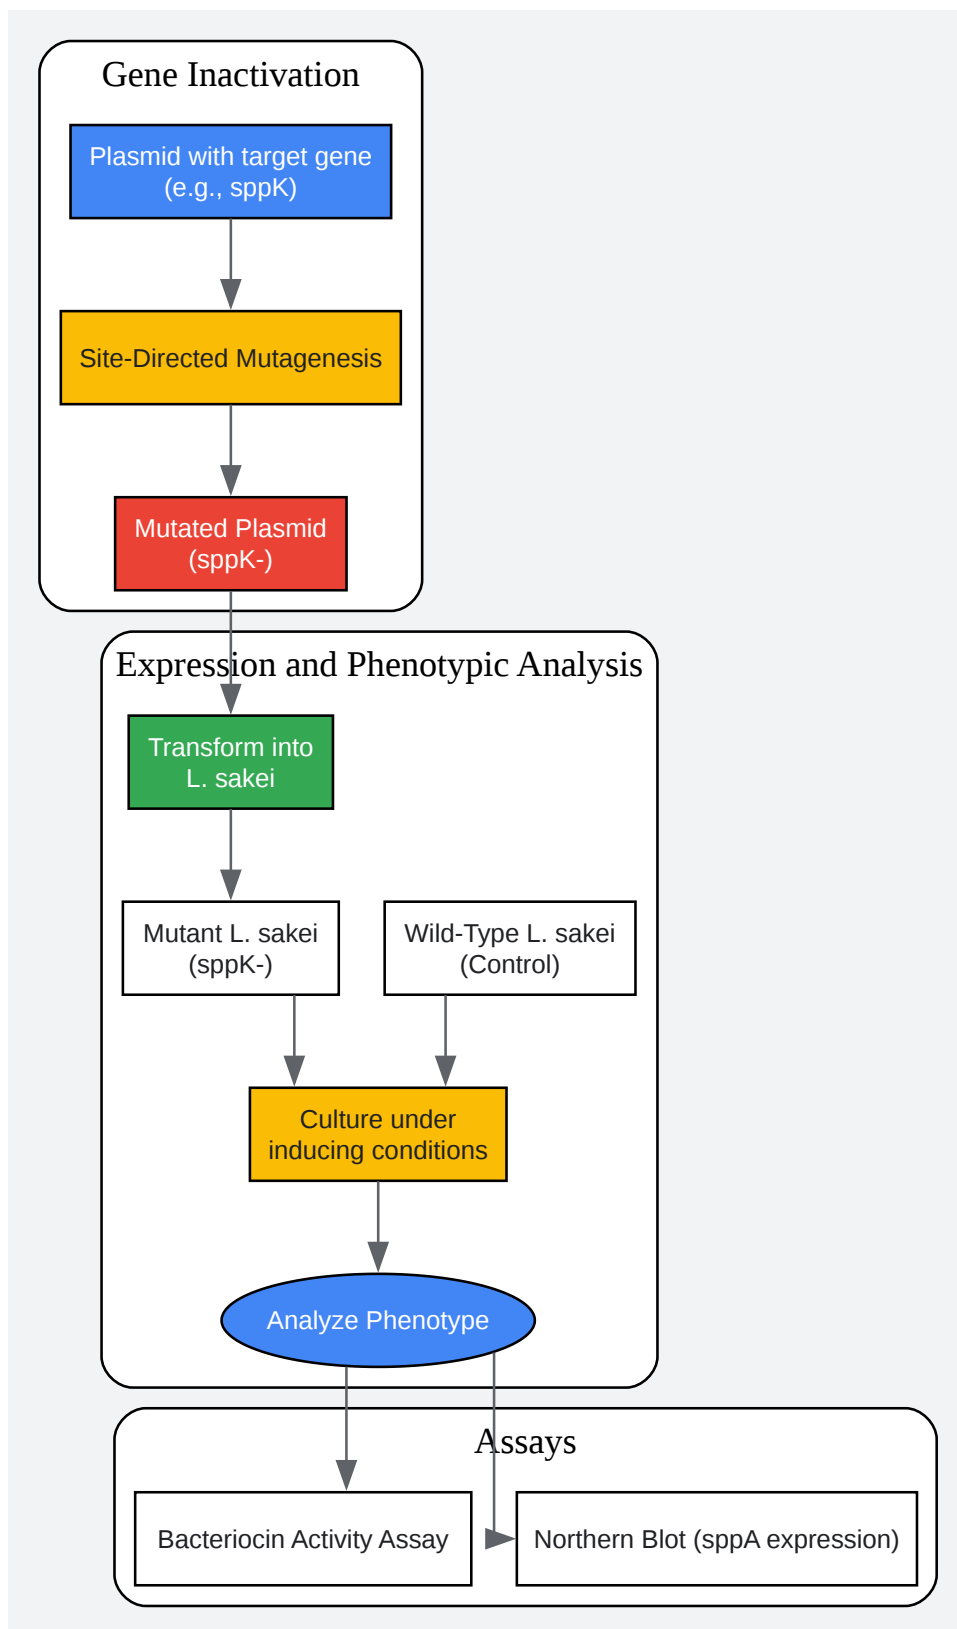 Gene Inactivation
Plasmid with target gene
(e.g., sppK)
Site-Directed Mutagenesis
Mutated Plasmid
(sppK-)
Expression and Phenotypic Analysis
Transform into
L. sakei
Mutant L. sakei
(sppK-)
Wild-Type L. sakei
(Control)
Culture under
inducing conditions
Analyze Phenotype
Assays
Bacteriocin Activity Assay
Northern Blot (sppA expression)